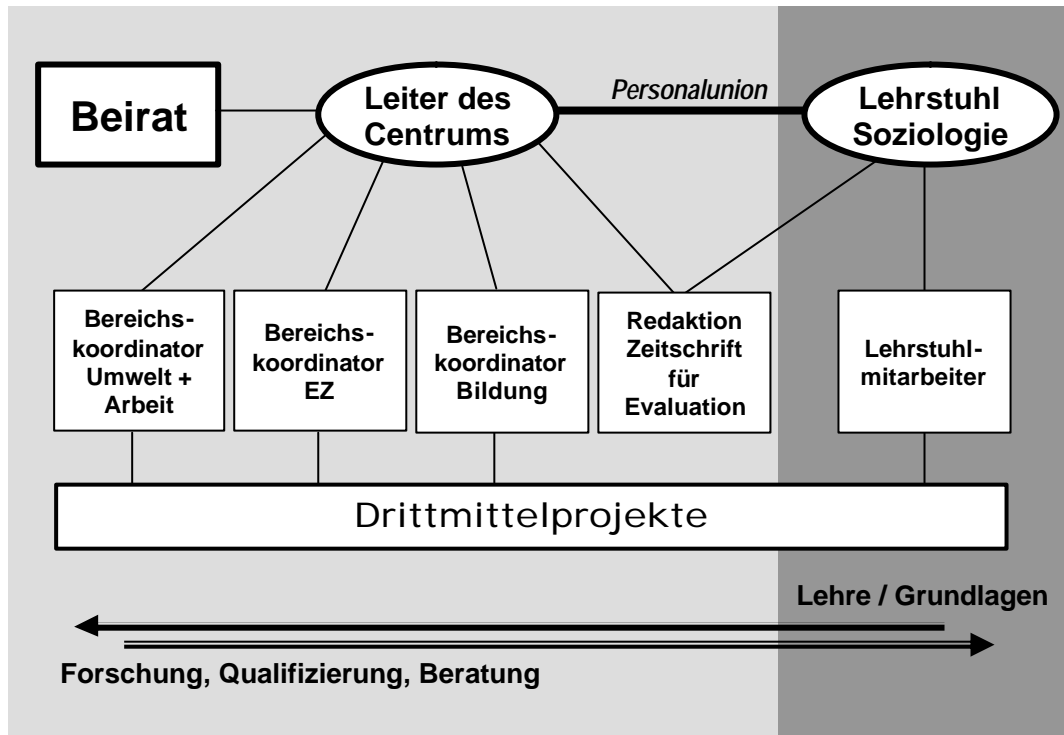 Beirat
Leiter des
Centrums
Personalunion
Lehrstuhl
Soziologie
Bereichs-
koordinator
Umwelt +
Arbeit
Bereichs-
koordinator
EZ
Bereichs-
koordinator
Bildung
Redaktion
Zeitschrift
für
Evaluation
Lehrstuhl-
mitarbeiter
Drittmittelprojekte
Lehre / Grundlagen
Forschung, Qualifizierung, Beratung